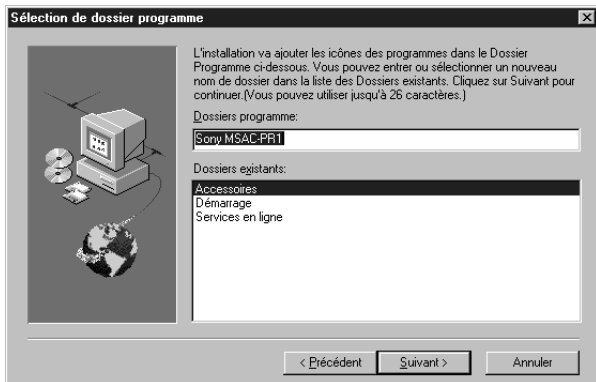 Sélection de dossier programme
L'installation va ajouter les icônes des programmes dans le Dossier
Programme ci-dessous. Vous pouvez entrer ou sélectionner un nouveau
nom de dossier dans la liste des Dossiers existants. Cliquez sur Suivant pour
continuer.(Vous pouvez utiliser jusqu'à 26 caractères.)
Dossiers programme:
Sony MSAC-PR1
Dossiers existants:
Accessoires
Démarrage
Services en ligne
< Précédent
Suivant >
Annuler